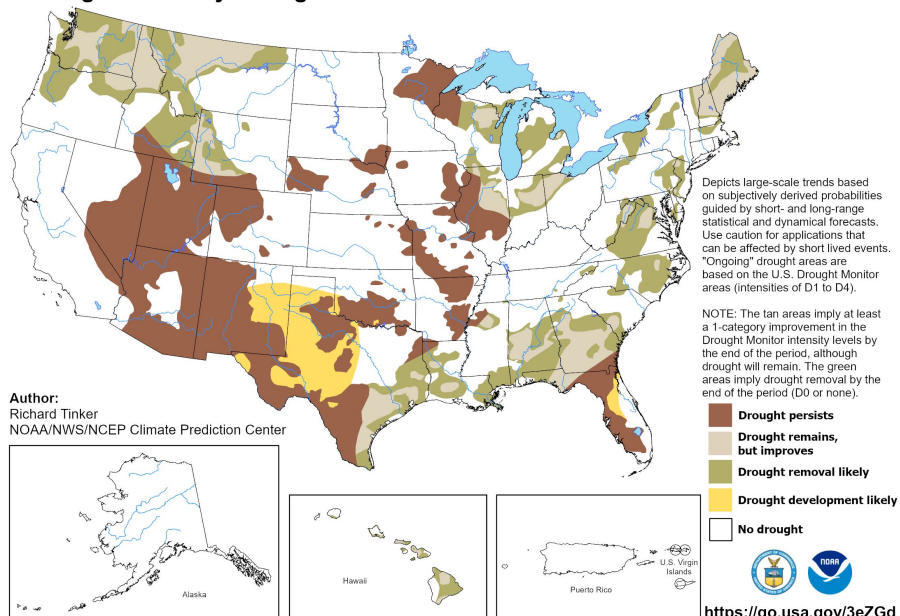 Depicts large-scale trends based
on subjectively derived probabilities
guided by short- and long-range
statistical and dynamical forecasts.
Use caution for applications that
can be affected by short lived events.
"Ongoing" drought areas are
based on the U.S. Drought Monitor
areas (intensities of D1 to D4).
NOTE: The tan areas imply at least
a 1-category improvement in the
Drought Monitor intensity levels by
the end of the period, although
drought will remain. The green
areas imply drought removal by the
end of the period (D0 or none).
Author:
Richard Tinker
NOAA/NWS/NCEP Climate Prediction Center
Drought persists
Drought remains,
but improves
Drought removal likely
Drought development likely
No drought
Alaska
Hawaii
Puerto Rico
U.S. Virgin
Islands
NOAA
https://go.usa.gov/3eZGd